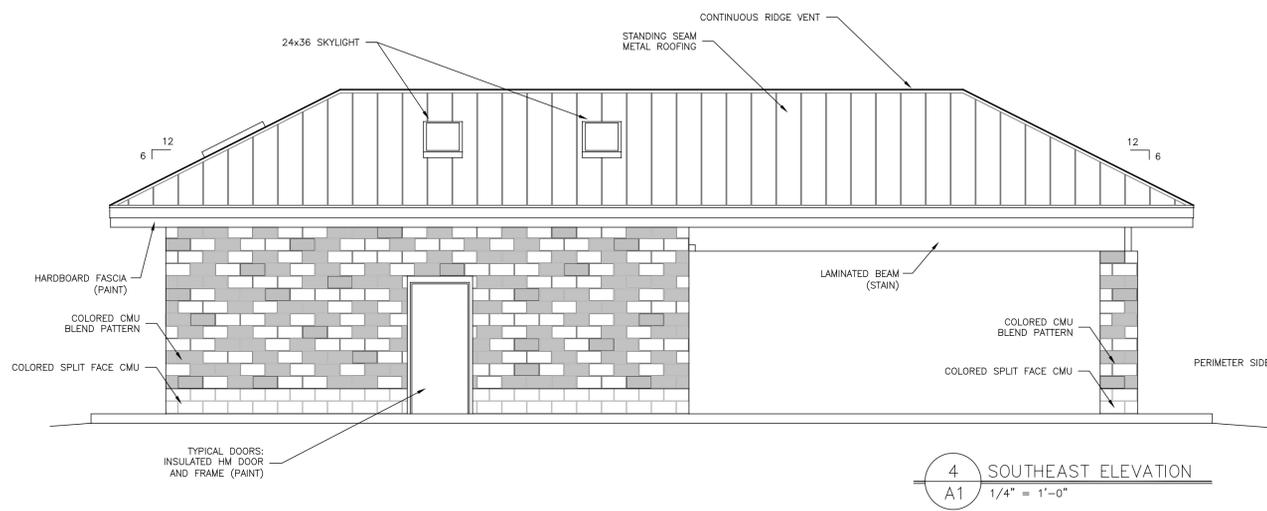 CONTINUOUS RIDGE VENT
STANDING SEAM
METAL ROOFING
24x36 SKYLIGHT
12
6
12
6
HARDBOARD FASCIA
(PAINT)
LAMINATED BEAM
(STAIN)
COLORED CMU
BLEND PATTERN
COLORED CMU
BLEND PATTERN
COLORED SPLIT FACE CMU
COLORED SPLIT FACE CMU
PERIMETER SIDE
TYPICAL DOORS:
INSULATED HM DOOR
AND FRAME (PAINT)
4
A1
SOUTHEAST ELEVATION
1/4" = 1'-0"